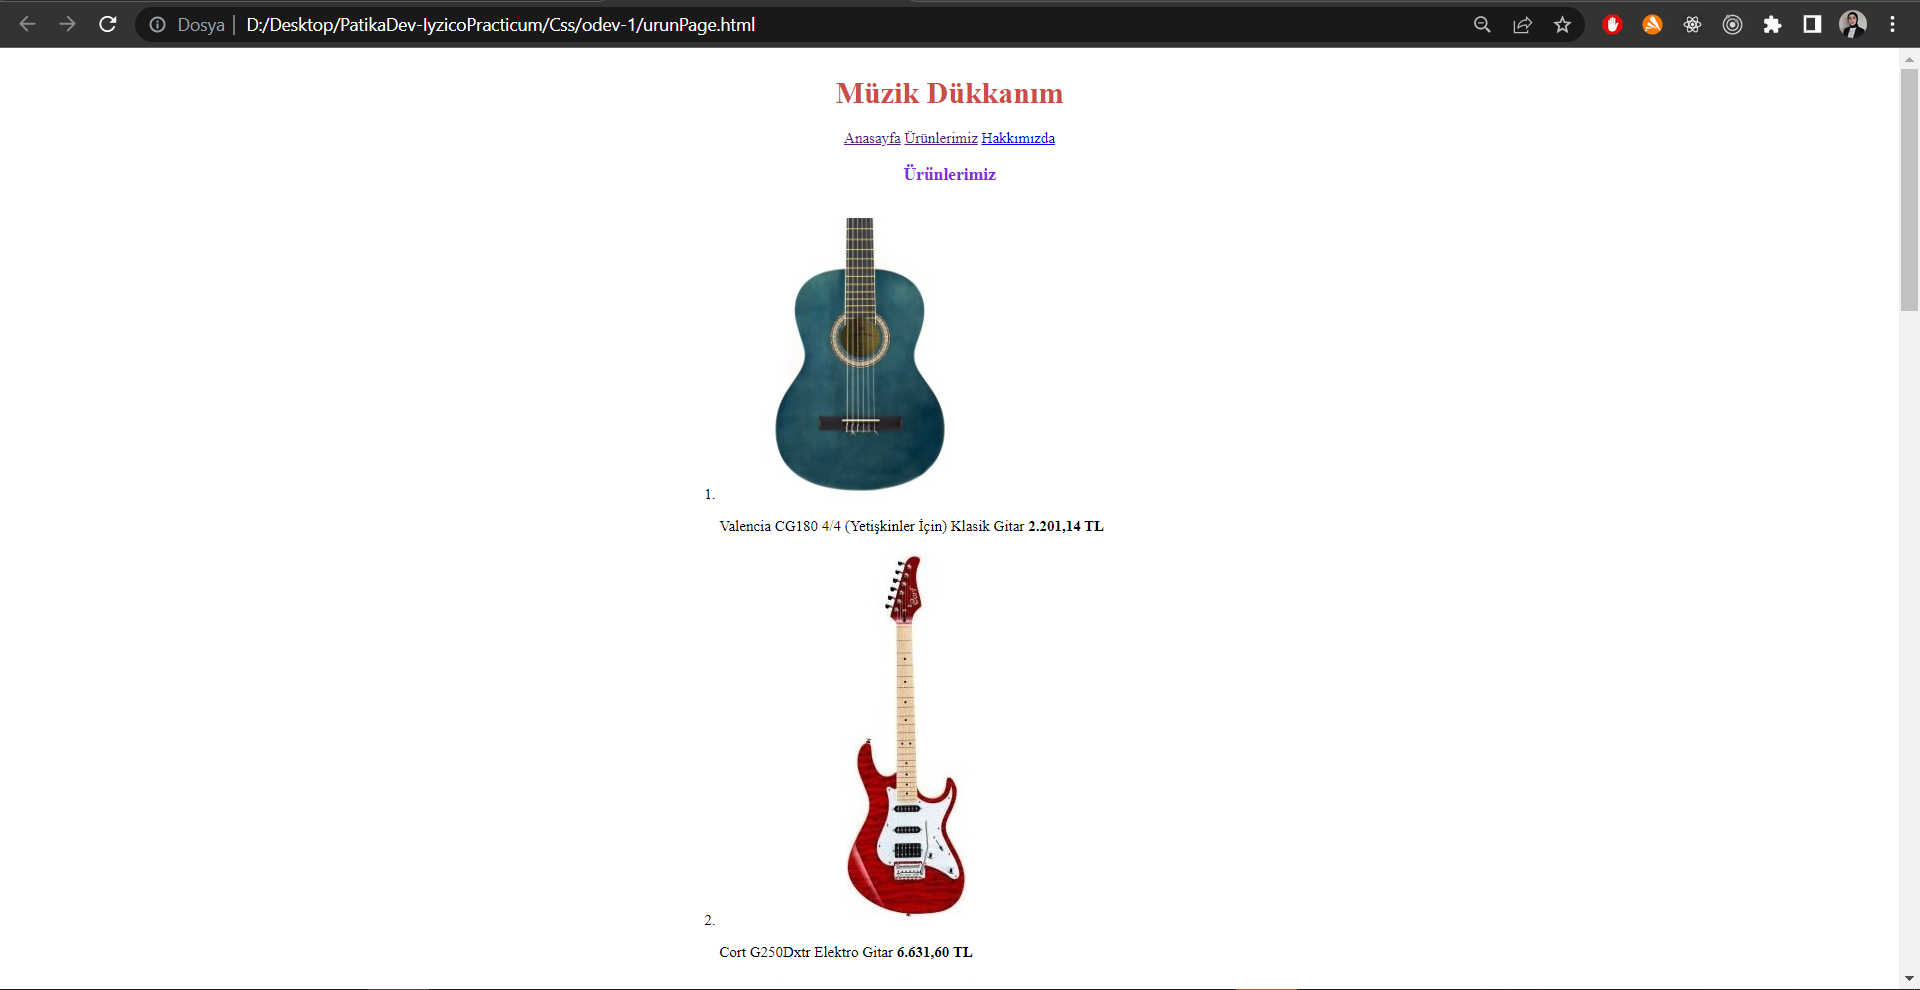 Dosya | D:/Desktop/PatikaDev-IyzicoPracticum/Css/odev-1/urunPage.html
Müzik Dükkanım
Anasayfa Ürünlerimiz Hakkımızda
Ürünlerimiz
1.
Valencia CG180 4/4 (Yetişkinler İçin) Klasik Gitar 2.201,14 TL
Cort
2.
Cort G250Dxtr Elektro Gitar 6.631,60 TL